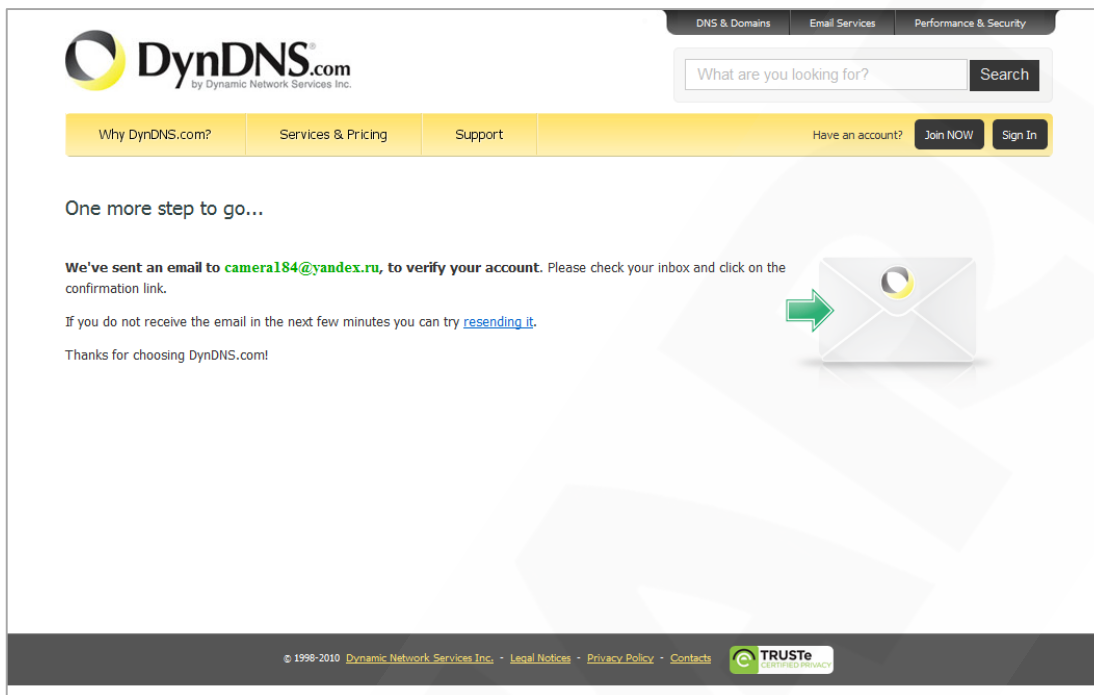 DNS & Domains Email Services Performance & Security
DynDNS.com
by Dynamic Network Services Inc.
What are you looking for? Search
Why DynDNS.com? Services & Pricing Support Have an account? Join NOW Sign In
One more step to go...
We've sent an email to camera184@yandex.ru, to verify your account. Please check your inbox and click on the
confirmation link.
If you do not receive the email in the next few minutes you can try resending it.
Thanks for choosing DynDNS.com!
© 1998-2010 Dynamic Network Services Inc. - Legal Notices - Privacy Policy - Contacts
TRUSTe
CERTIFIED PRIVACY